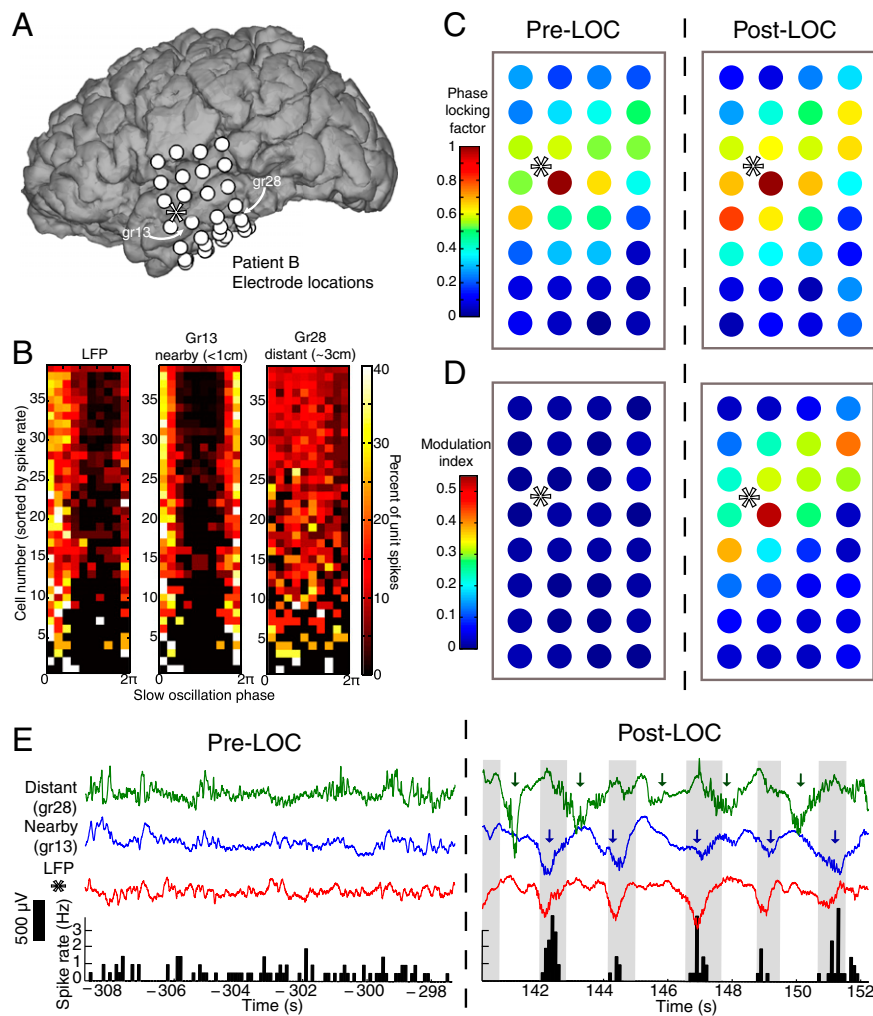 A
gr28
gr13
Patient B
Electrode locations
B
LFP
Gr13
nearby (<1cm)
Gr28
distant (~3cm)
Cell number (sorted by spike rate)
35
30
25
20
15
10
5
35
30
25
20
15
10
5
35
30
25
20
15
10
5
40
30
20
10
0
Percent of unit spikes
0
2π
0
2π
0
2π
Slow oscillation phase
C
Pre-LOC
Post-LOC
Phase
locking
factor
1
0.8
0.6
0.4
0.2
0
D
Modulation
index
0.5
0.4
0.3
0.2
0.1
0
E
Pre-LOC
Post-LOC
Distant
(gr28)
Nearby
(gr13)
LFP
500 µV
Spike rate (Hz)
3
2
1
0
−308
−306
−304
−302
−300
−298
Time (s)
142
144
146
148
150
152
Time (s)